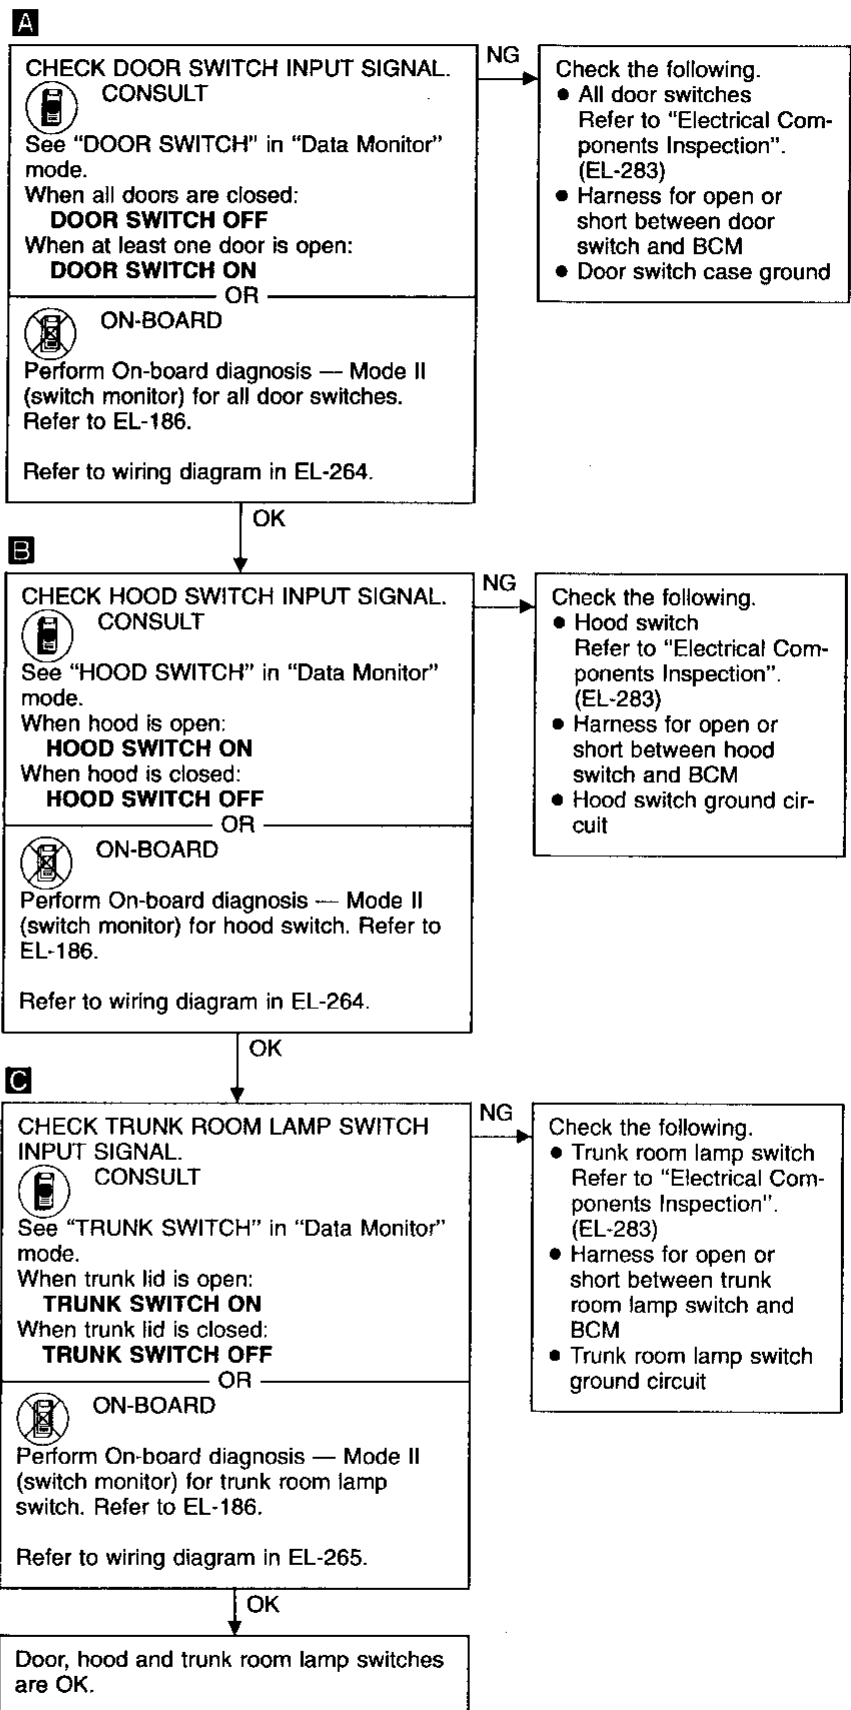 A
CHECK DOOR SWITCH INPUT SIGNAL.
CONSULT
See “DOOR SWITCH” in “Data Monitor”
mode.
When all doors are closed:
DOOR SWITCH OFF
When at least one door is open:
DOOR SWITCH ON
OR
ON-BOARD
Perform On-board diagnosis — Mode II
(switch monitor) for all door switches.
Refer to EL-186.
Refer to wiring diagram in EL-264.
NG
Check the following.
● All door switches
Refer to “Electrical Com-
ponents Inspection”.
(EL-283)
● Harness for open or
short between door
switch and BCM
● Door switch case ground
OK
B
CHECK HOOD SWITCH INPUT SIGNAL.
CONSULT
See “HOOD SWITCH” in “Data Monitor”
mode.
When hood is open:
HOOD SWITCH ON
When hood is closed:
HOOD SWITCH OFF
OR
ON-BOARD
Perform On-board diagnosis — Mode II
(switch monitor) for hood switch. Refer to
EL-186.
Refer to wiring diagram in EL-264.
NG
Check the following.
● Hood switch
Refer to “Electrical Com-
ponents Inspection”.
(EL-283)
● Harness for open or
short between hood
switch and BCM
● Hood switch ground cir-
cuit
OK
C
CHECK TRUNK ROOM LAMP SWITCH
INPUT SIGNAL.
CONSULT
See “TRUNK SWITCH” in “Data Monitor”
mode.
When trunk lid is open:
TRUNK SWITCH ON
When trunk lid is closed:
TRUNK SWITCH OFF
OR
ON-BOARD
Perform On-board diagnosis — Mode II
(switch monitor) for trunk room lamp
switch. Refer to EL-186.
Refer to wiring diagram in EL-265.
NG
Check the following.
● Trunk room lamp switch
Refer to “Electrical Com-
ponents Inspection”.
(EL-283)
● Harness for open or
short between trunk
room lamp switch and
BCM
● Trunk room lamp switch
ground circuit
OK
Door, hood and trunk room lamp switches
are OK.